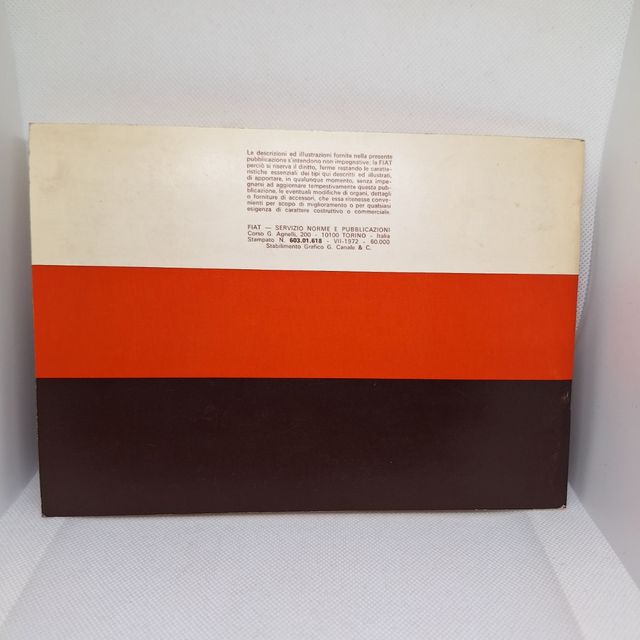 Le descrizioni ed illustrazioni fornite nella presente
pubblicazione s'intendono non impegnative; la FIAT
perciò si riserva il diritto, ferme restando le caratte-
ristiche essenziali dei tipi qui descritti ed illustrati,
di apportare, in qualunque momento, senza impe-
gnarsi ad aggiornare tempestivamente questa pub-
blicazione, le eventuali modifiche di organi, dettagli
o forniture di accessori, che essa ritenesse conve-
nienti per scopo di miglioramento o per qualsiasi
esigenza di carattere costruttivo o commerciale.
FIAT — SERVIZIO NORME E PUBBLICAZIONI
Corso G. Agnelli, 200 - 10100 TORINO - Italia
Stampato N. 603.01.618 - VII-1972 - 60.000
Stabilimento Grafico G. Canale & C.